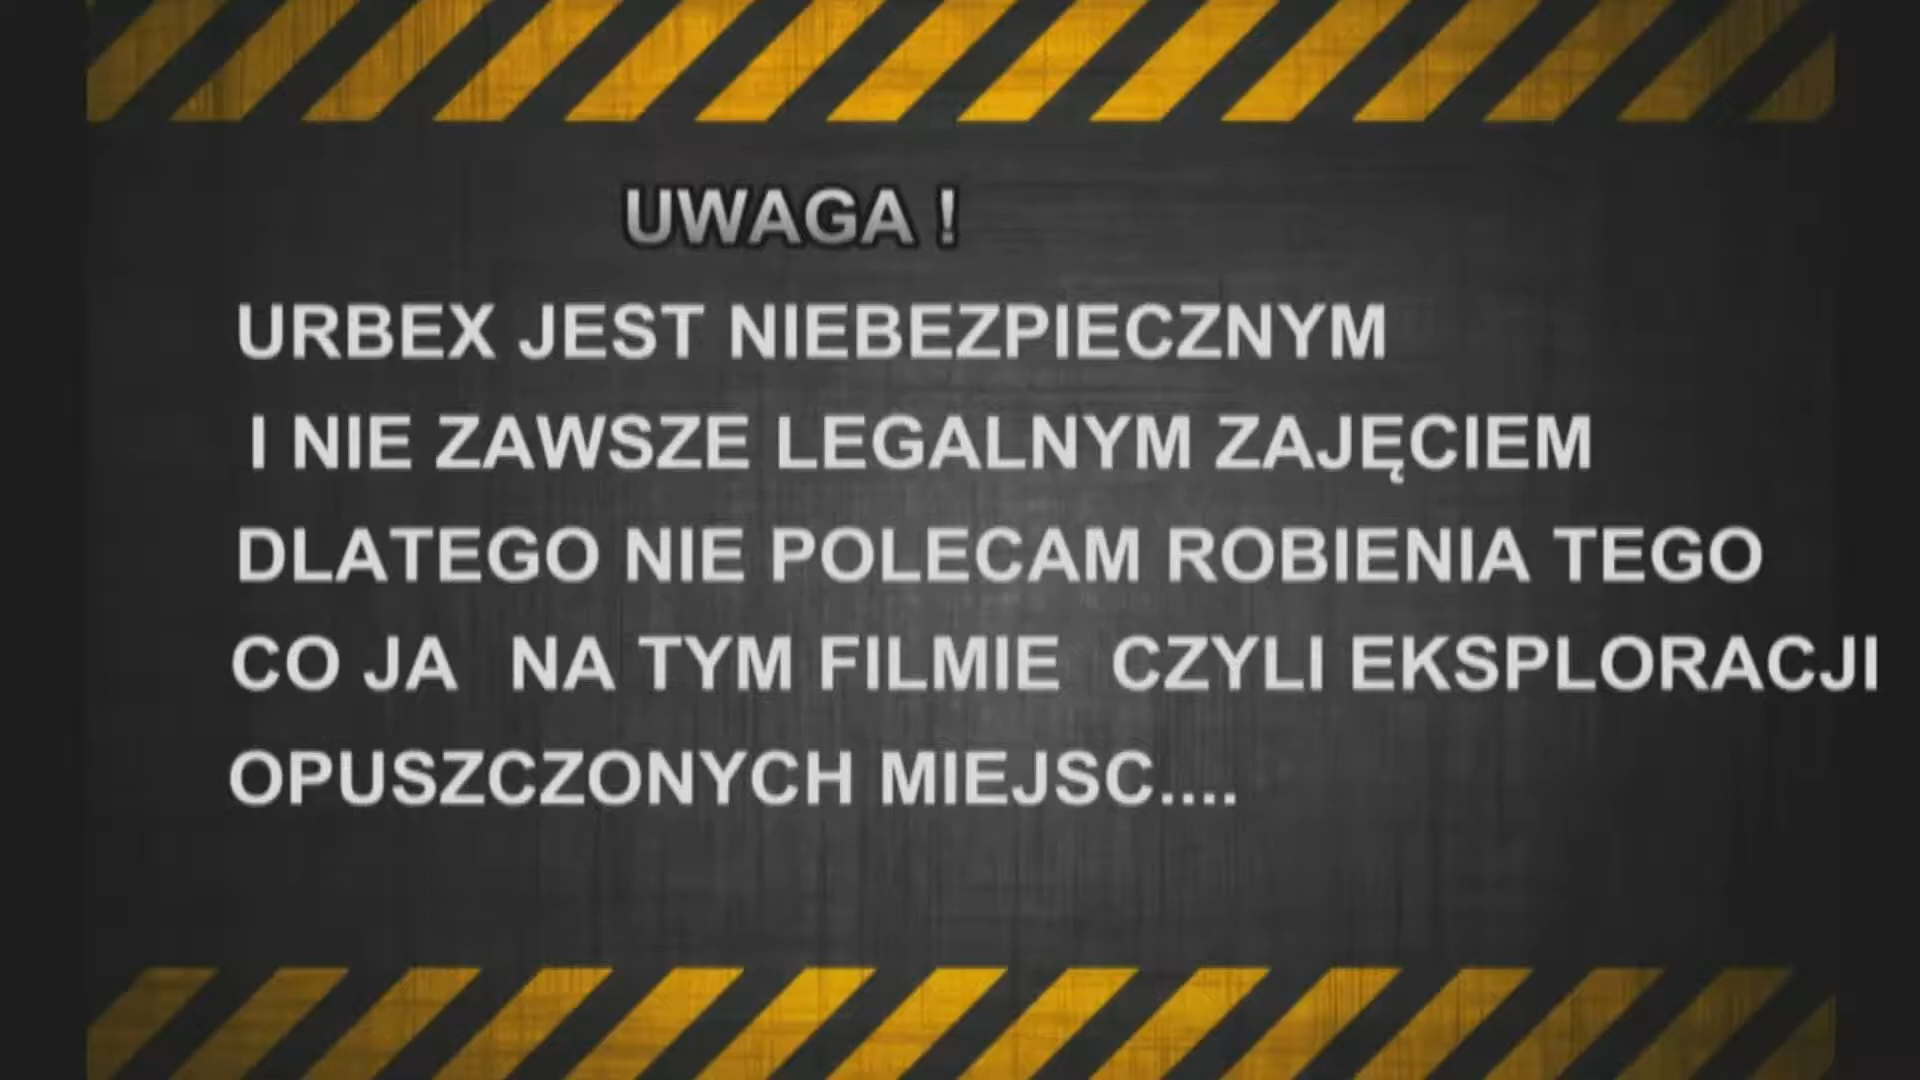 UWAGA !
URBEX JEST NIEBEZPIECZNYM
I NIE ZAWSZE LEGALNYM ZAJĘCIEM
DLATEGO NIE POLECAM ROBIENIA TEGO
CO JA NA TYM FILMIE CZYLI EKSPLORACJI
OPUSZCZONYCH MIEJSC....